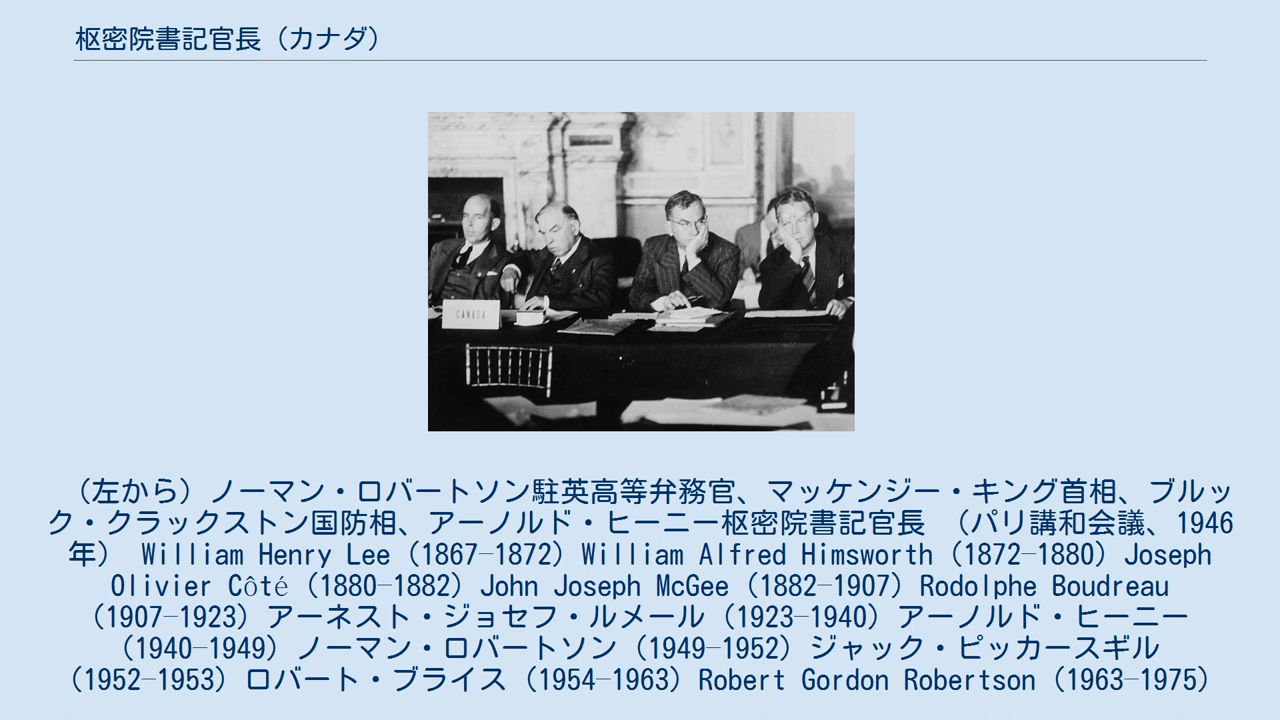 枢密院書記官長（カナダ）
CANADA
（左から）ノーマン・ロバートソン駐英高等弁務官、マッケンジー・キング首相、ブルッ
ク・クラックストン国防相、アーノルド・ヒーニー枢密院書記官長　（パリ講和会議、1946
年） William Henry Lee（1867–1872）William Alfred Himsworth（1872–1880）Joseph
Olivier Côté（1880–1882）John Joseph McGee（1882–1907）Rodolphe Boudreau
（1907–1923）アーネスト・ジョセフ・ルメール（1923–1940）アーノルド・ヒーニー
（1940–1949）ノーマン・ロバートソン（1949–1952）ジャック・ピッカースギル
（1952–1953）ロバート・ブライス（1954–1963）Robert Gordon Robertson（1963–1975）